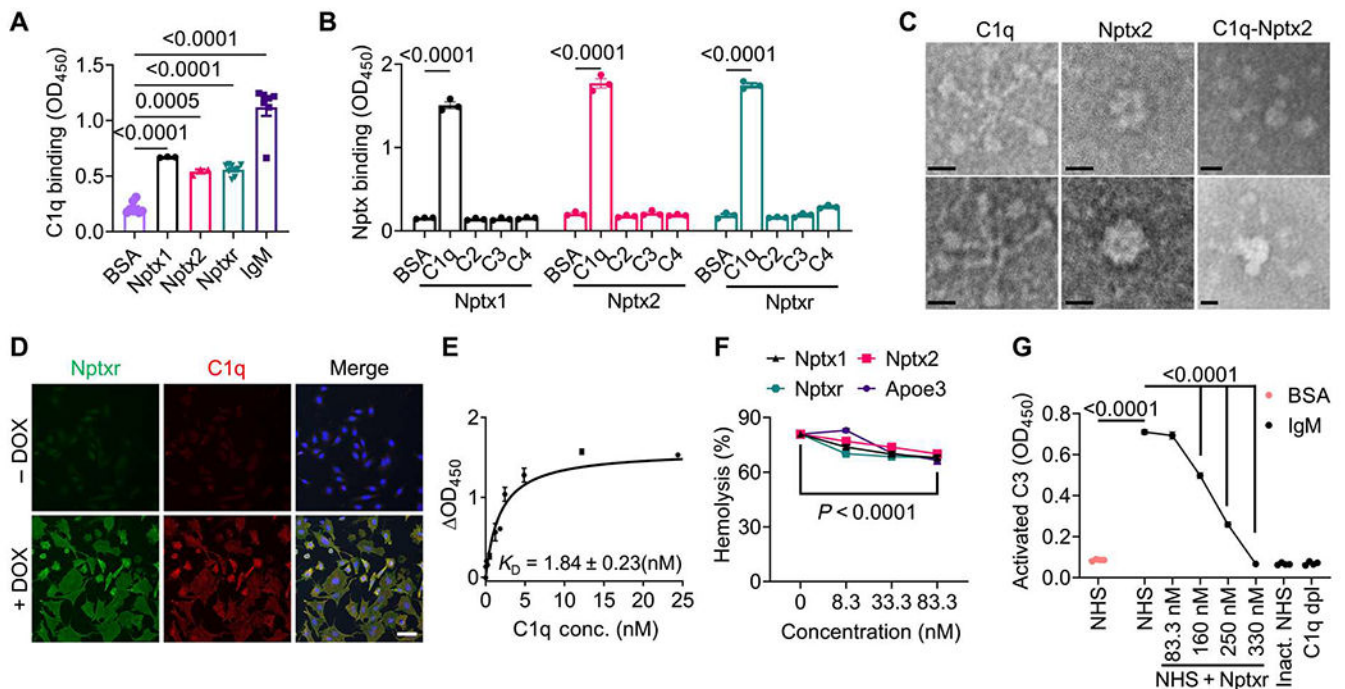 A
C1q binding (OD450)
1.5
1.0
0.5
0.0
<0.0001
<0.0001
0.0005
<0.0001
BSA
Nptx1
Nptx2
Nptxr
IgM
B
Nptx binding (OD450)
2
1
0
<0.0001
<0.0001
<0.0001
BSA
C1q
C2
C3
C4
BSA
C1q
C2
C3
C4
BSA
C1q
C2
C3
C4
Nptx1
Nptx2
Nptxr
C
C1q
Nptx2
C1q-Nptx2
D
Nptxr
C1q
Merge
– DOX
+ DOX
E
ΔOD450
2
1
0
KD = 1.84 ± 0.23(nM)
0
5
10
15
20
25
C1q conc. (nM)
F
Nptx1
Nptx2
Nptxr
Apoe3
Hemolysis (%)
90
60
30
0
P < 0.0001
0
8.3
33.3
83.3
Concentration (nM)
G
BSA
IgM
Activated C3 (OD450)
0.8
0.6
0.4
0.2
0.0
<0.0001
<0.0001
NHS
NHS
83.3 nM
160 nM
250 nM
330 nM
Inact. NHS
C1q dpl
NHS + Nptxr